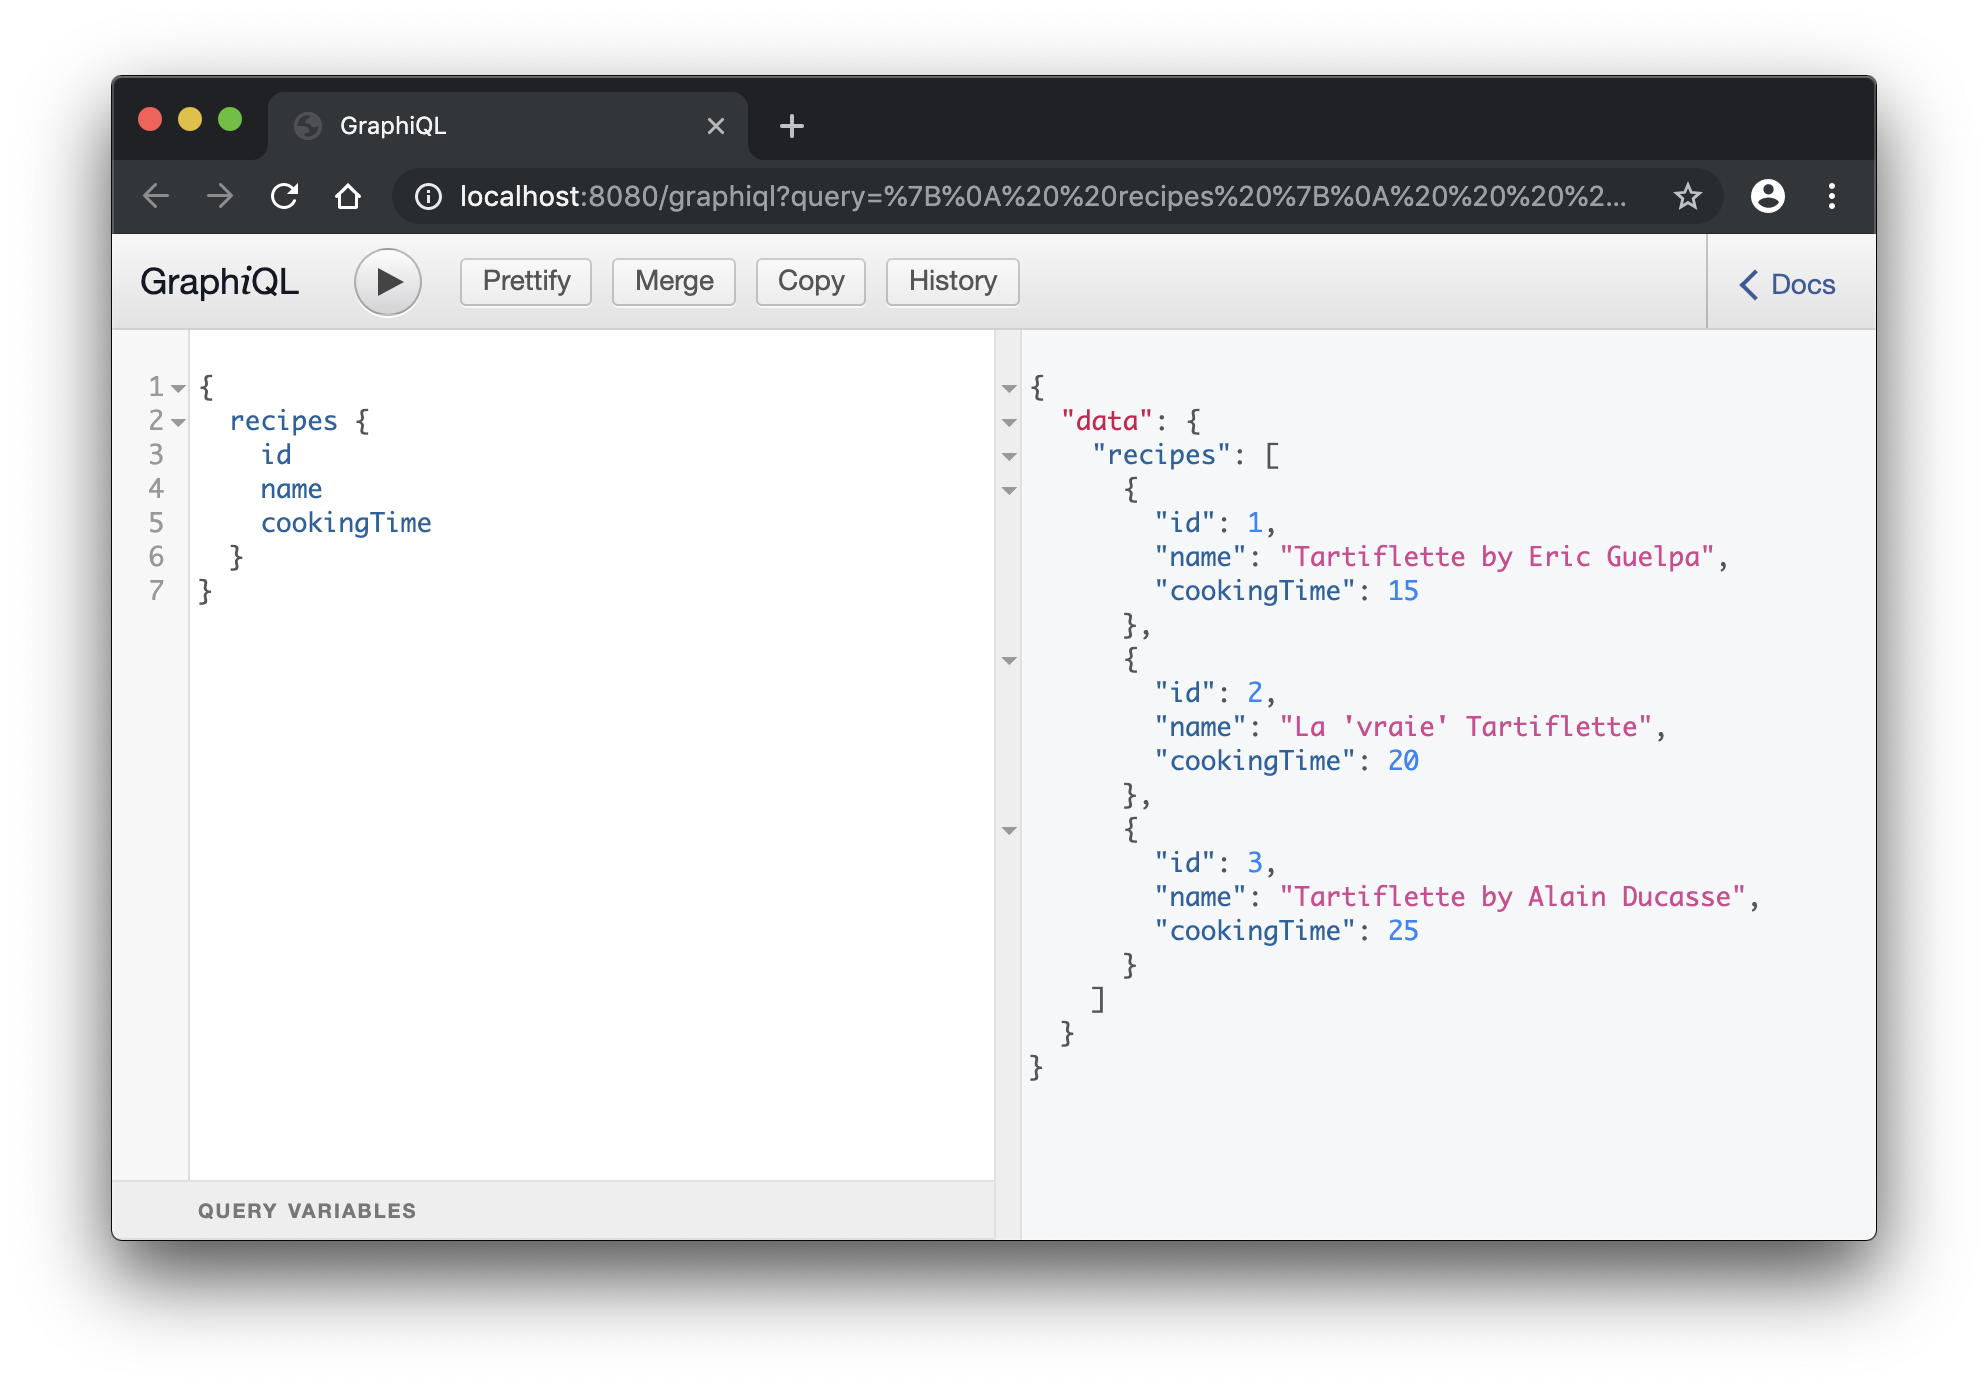 GraphiQL
localhost:8080/graphiql?query=%7B%0A%20%20recipes%20%7B%0A%20%20%20%2...
GraphiQL
Prettify
Merge
Copy
History
Docs
1 {
2 recipes {
3 id
4 name
5 cookingTime
6 }
7 }
QUERY VARIABLES
{
"data": {
"recipes": [
{
"id": 1,
"name": "Tartiflette by Eric Guelpa",
"cookingTime": 15
},
{
"id": 2,
"name": "La 'vraie' Tartiflette",
"cookingTime": 20
},
{
"id": 3,
"name": "Tartiflette by Alain Ducasse",
"cookingTime": 25
}
]
}
}